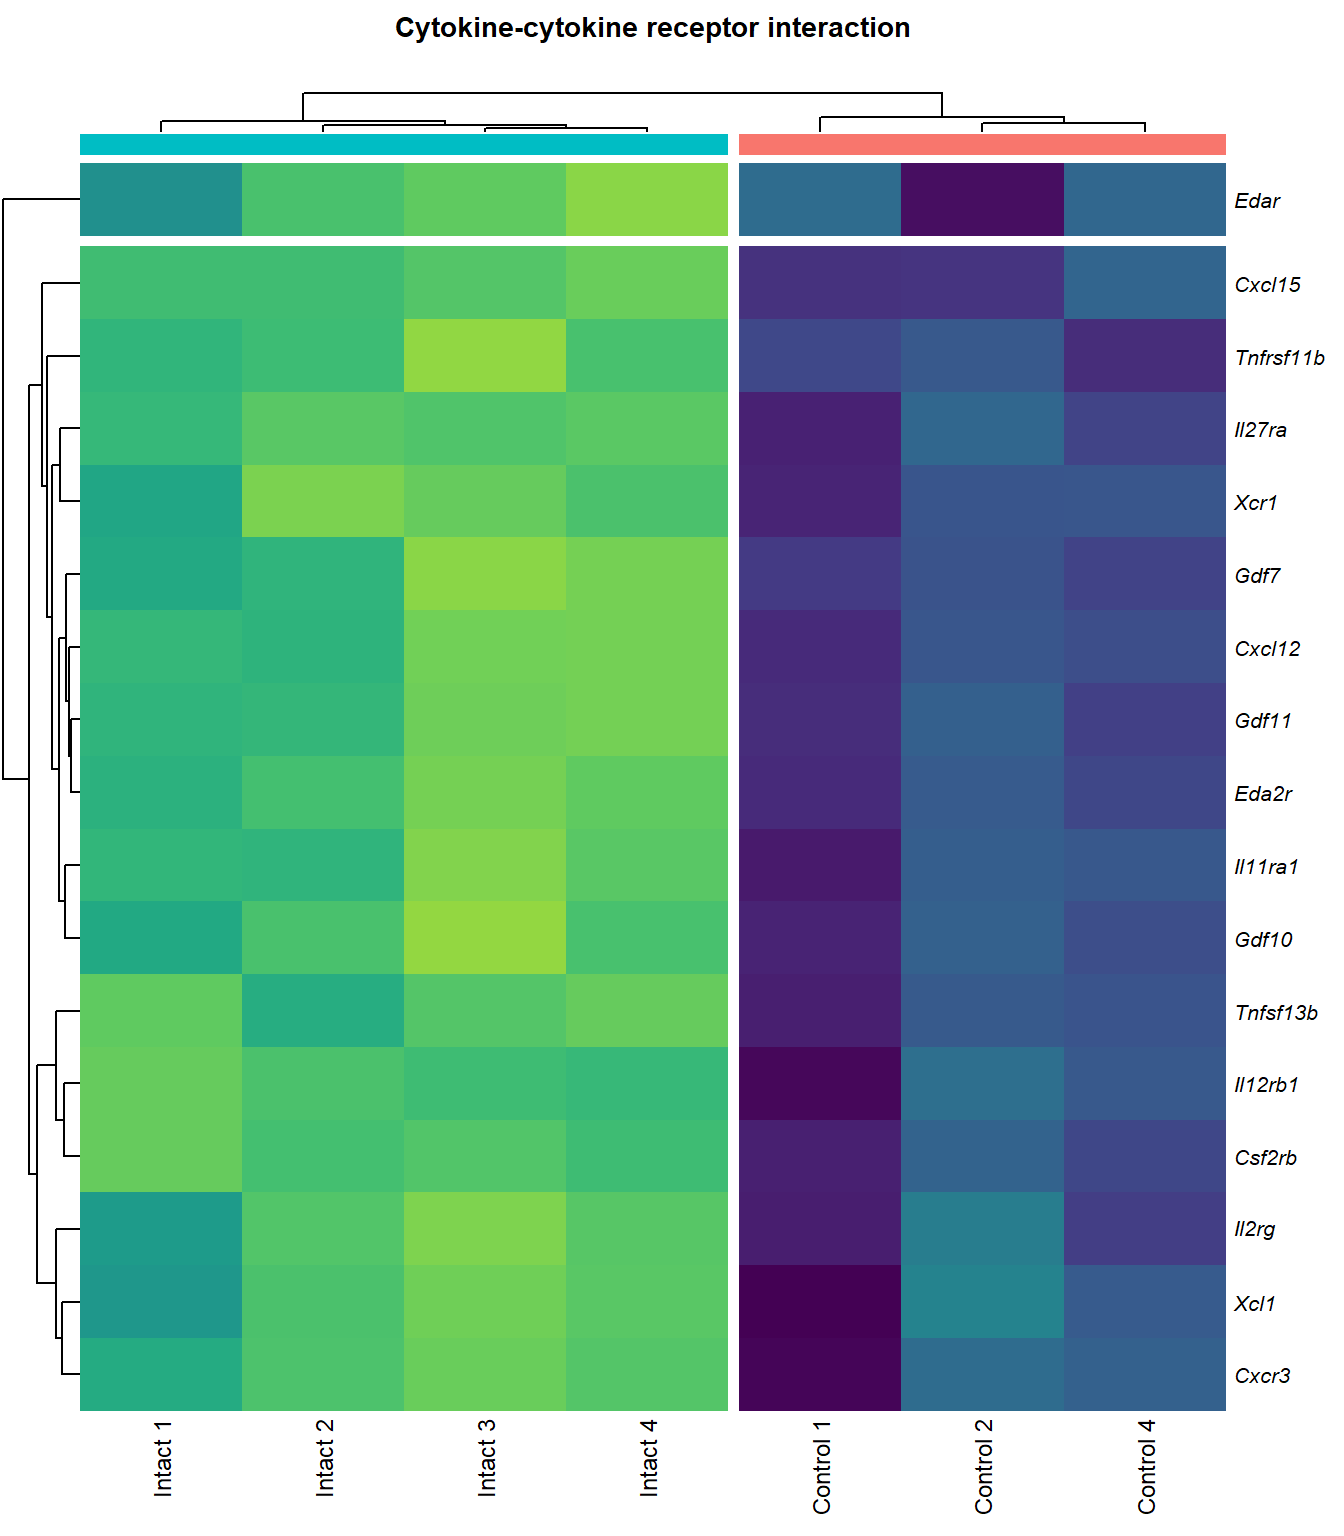 Cytokine-cytokine receptor interaction
Edar
Cxcl15
Tnfrsf11b
Il27ra
Xcr1
Gdf7
Cxcl12
Gdf11
Eda2r
Il11ra1
Gdf10
Tnfsf13b
Il12rb1
Csf2rb
Il2rg
Xcl1
Cxcr3
Intact 1
Intact 2
Intact 3
Intact 4
Control 1
Control 2
Control 4